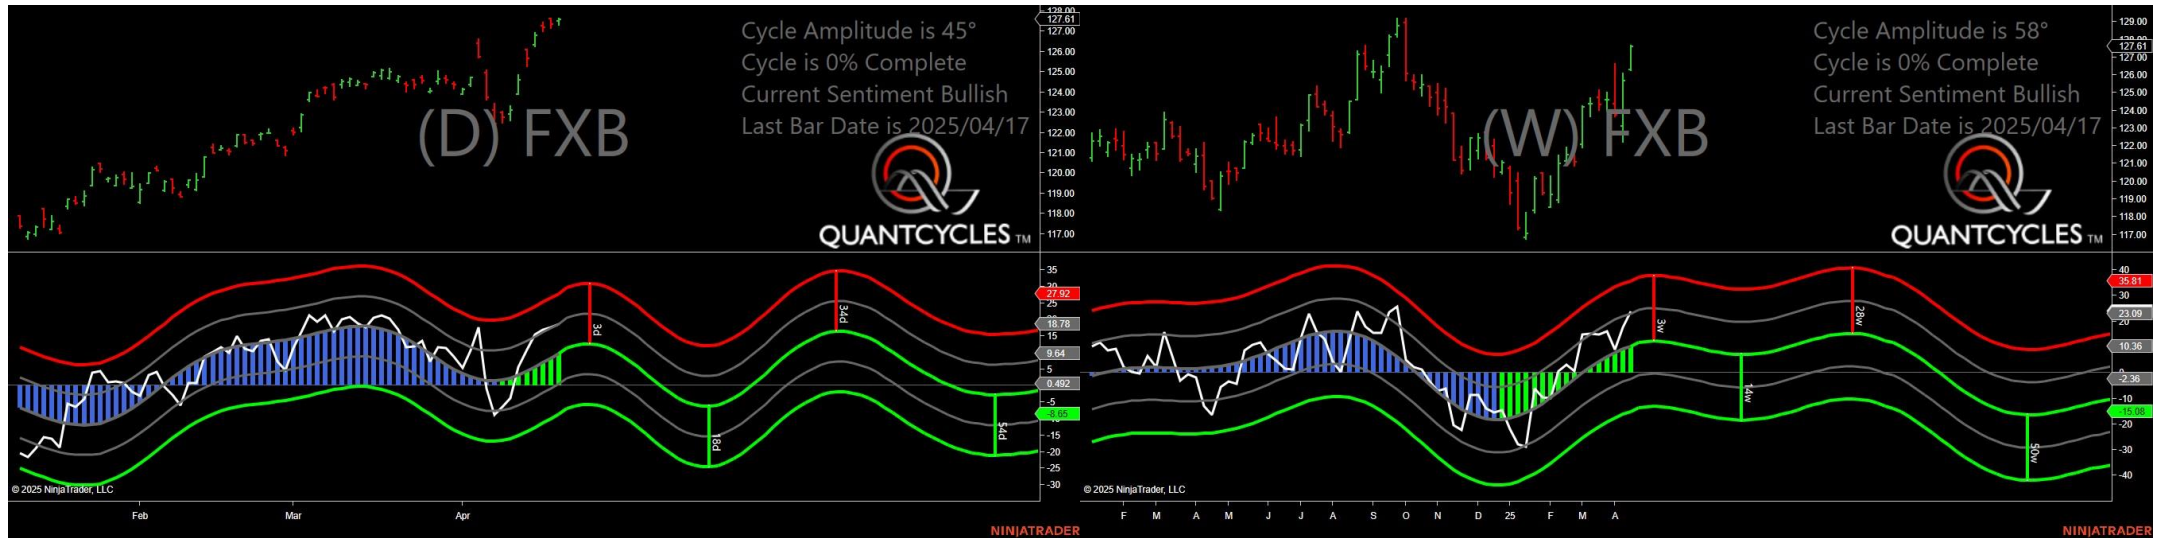 Cycle Amplitude is 45°
Cycle is 0% Complete
Current Sentiment Bullish
Last Bar Date is 2025/04/17
(D) FXB
QUANTCYCLES TM
128.00
127.61
127.00
126.00
125.00
124.00
123.00
122.00
121.00
120.00
119.00
118.00
117.00
35
30
27.92
25
18.78
15
9.64
5
0.492
-5
-8.65
-15
-20
-25
-30
3d
18d
34d
54d
© 2025 NinjaTrader, LLC
Feb Mar Apr
NINJATRADER
Cycle Amplitude is 58°
Cycle is 0% Complete
Current Sentiment Bullish
Last Bar Date is 2025/04/17
(W) FXB
QUANTCYCLES TM
129.00
128.00
127.61
127.00
126.00
125.00
124.00
123.00
122.00
121.00
120.00
119.00
118.00
117.00
40
35.81
30
23.09
20
10.36
0
-2.36
-10
-15.08
-20
-30
-40
3w
14w
28w
50w
© 2025 NinjaTrader, LLC
F M A M J J A S O N D 25 F M A
NINJATRADER